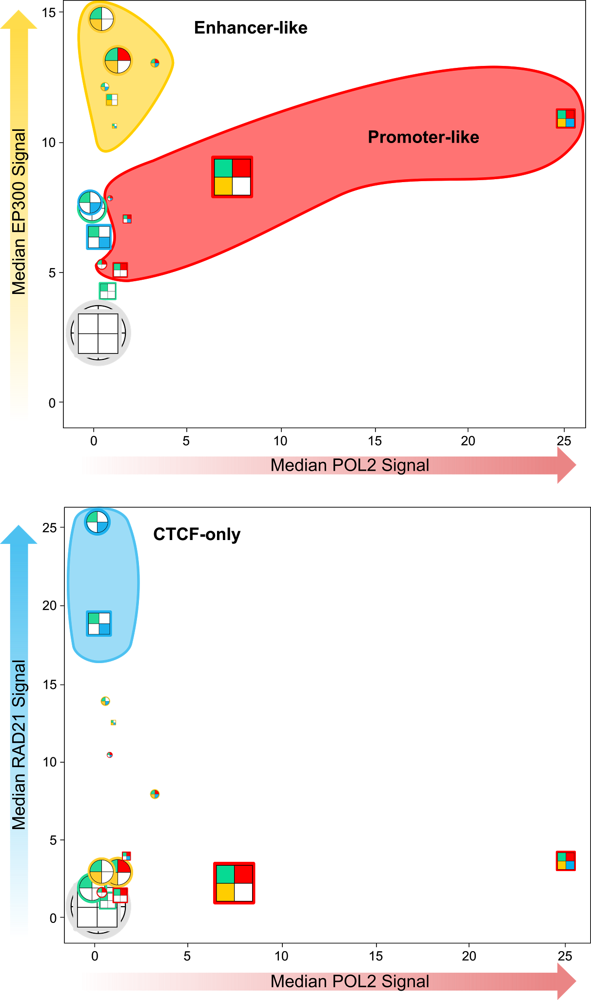 15
Enhancer-like
Promoter-like
10
5
0
Median EP300 Signal
0 5 10 15 20 25
Median POL2 Signal
25
CTCF-only
20
15
10
5
0
Median RAD21 Signal
0 5 10 15 20 25
Median POL2 Signal